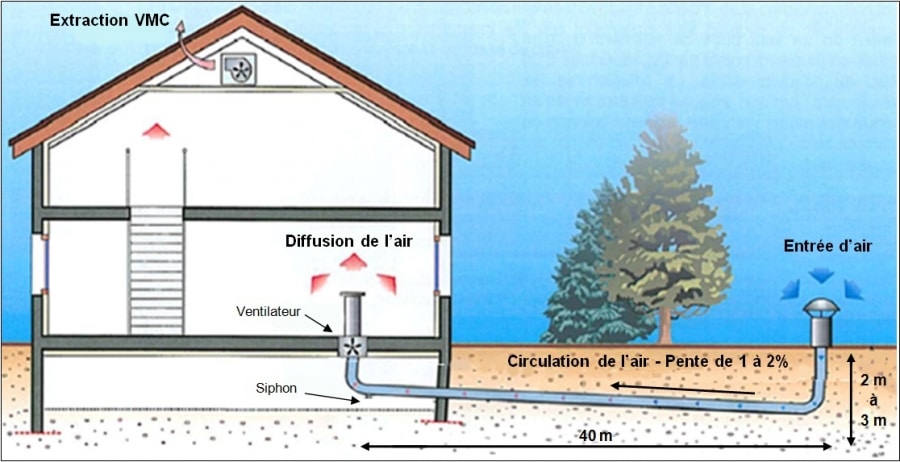 Extraction VMC
Diffusion de l'air
Entrée d'air
Ventilateur
Circulation de l'air - Pente de 1 à 2%
Siphon
2 m
à
3 m
40 m